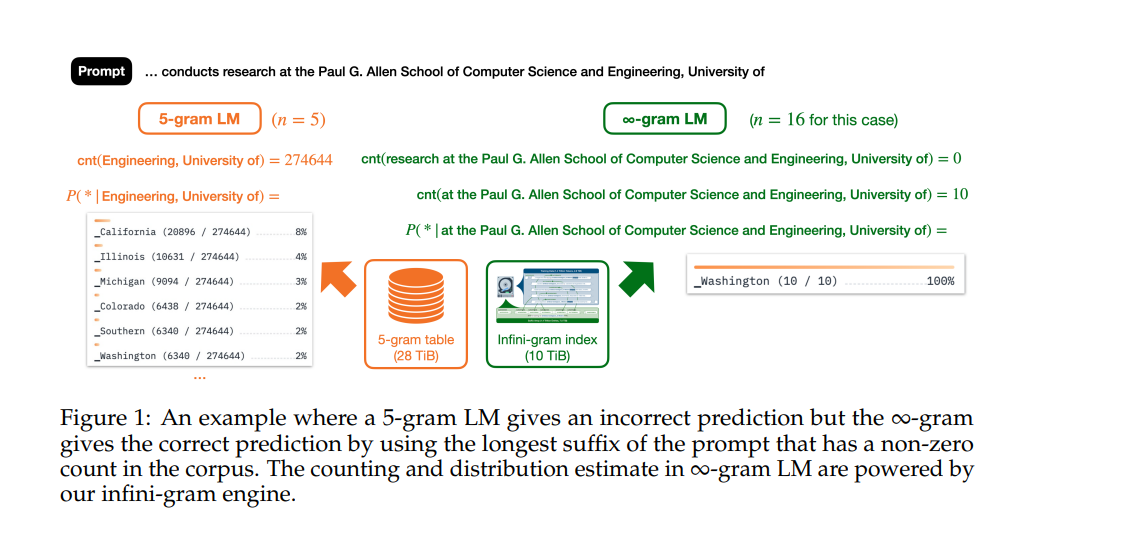 Prompt ... conducts research at the Paul G. Allen School of Computer Science and Engineering, University of
5-gram LM (n = 5)
∞-gram LM (n = 16 for this case)
cnt(Engineering, University of) = 274644
cnt(research at the Paul G. Allen School of Computer Science and Engineering, University of) = 0
P( * | Engineering, University of) =
cnt(at the Paul G. Allen School of Computer Science and Engineering, University of) = 10
P( * | at the Paul G. Allen School of Computer Science and Engineering, University of) =
_California (20896 / 274644) 8%
_Illinois (10631 / 274644) 4%
_Michigan (9094 / 274644) 3%
_Colorado (6438 / 274644) 2%
_Southern (6340 / 274644) 2%
_Washington (6340 / 274644) 2%
...
5-gram table
(28 TiB)
Infini-gram index
(10 TiB)
_Washington (10 / 10) 100%
Figure 1: An example where a 5-gram LM gives an incorrect prediction but the ∞-gram
gives the correct prediction by using the longest suffix of the prompt that has a non-zero
count in the corpus. The counting and distribution estimate in ∞-gram LM are powered by
our infini-gram engine.